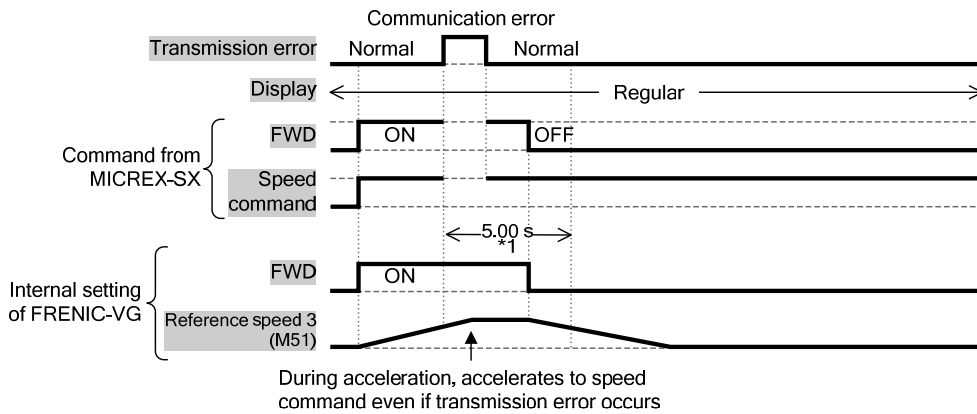 Communication error
Transmission error
Normal
Normal
Display
Regular
Command from
MICREX-SX
FWD
ON
OFF
Speed
command
5.00 s
*1
Internal setting
of FRENIC-VG
FWD
ON
Reference speed 3
(M51)
During acceleration, accelerates to speed
command even if transmission error occurs